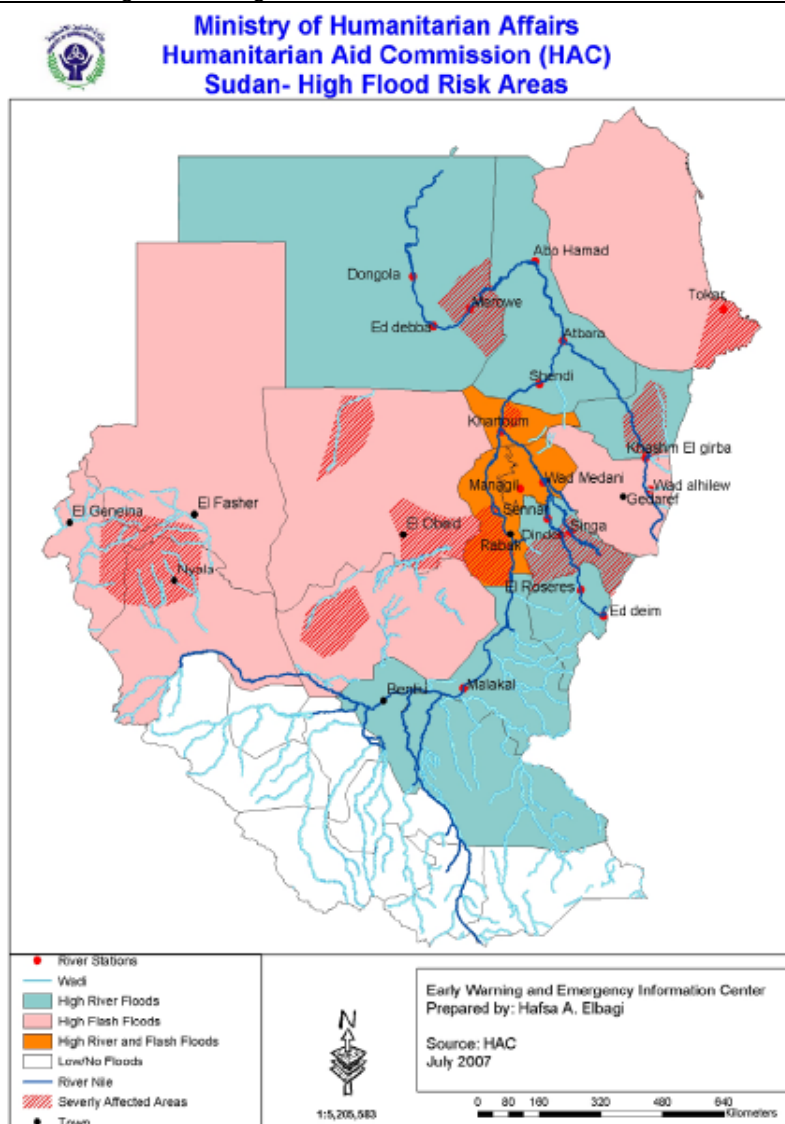 Ministry of Humanitarian Affairs
Humanitarian Aid Commission (HAC)
Sudan- High Flood Risk Areas
Abo Hamad
Dongola
Tokar
Merowe
Ed debba
Atbara
Shendi
Khartoum
Khashm El girba
Wad Medani
Wad alhilew
Managil
Gedaref
El Fasher
El Geneina
Sennar
Singa
El Obeid
Dinder
Rabak
Nyala
El Roseres
Ed deim
Malakal
Bentiu
River Stations
Wadi
High River Floods
High Flash Floods
High River and Flash Floods
Low/No Floods
River Nile
Severly Affected Areas
Town
N
1:5,205,583
Early Warning and Emergency Information Center
Prepared by: Hafsa A. Elbagi
Source: HAC
July 2007
0 80 160 320 480 640
Kilometers